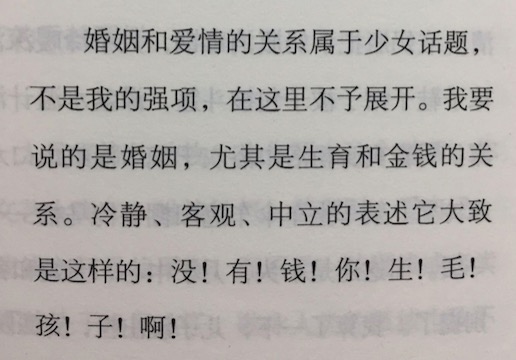 婚姻和爱情的关系属于少女话题，
不是我的强项，在这里不予展开。我要
说的是婚姻，尤其是生育和金钱的关
系。冷静、客观、中立的表述它大致
是这样的：没！有！钱！你！生！毛！
孩！子！啊！